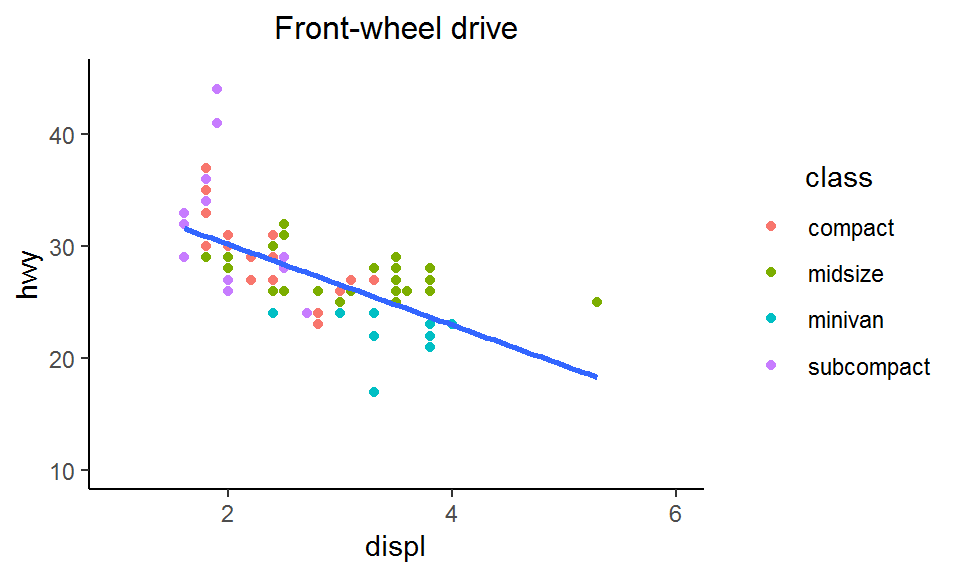 Front-wheel drive
hwy
40
30
20
10
2 4 6
displ
class
compact
midsize
minivan
subcompact